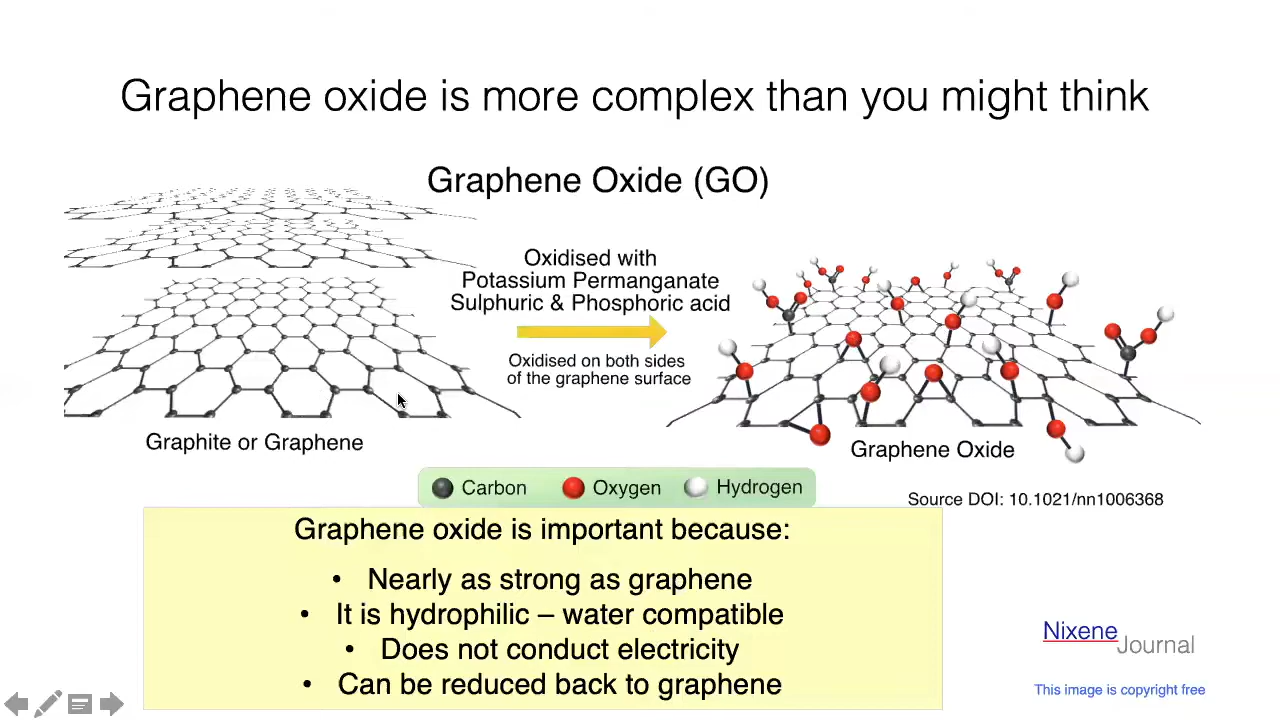 Graphene oxide is more complex than you might think
Graphene Oxide (GO)
Oxidised with
Potassium Permanganate
Sulphuric & Phosphoric acid
Oxidised on both sides
of the graphene surface
Graphite or Graphene
Graphene Oxide
Carbon Oxygen Hydrogen
Source DOI: 10.1021/nn1006368
Graphene oxide is important because:
• Nearly as strong as graphene
• It is hydrophilic – water compatible
• Does not conduct electricity
• Can be reduced back to graphene
Nixene
Journal
This image is copyright free